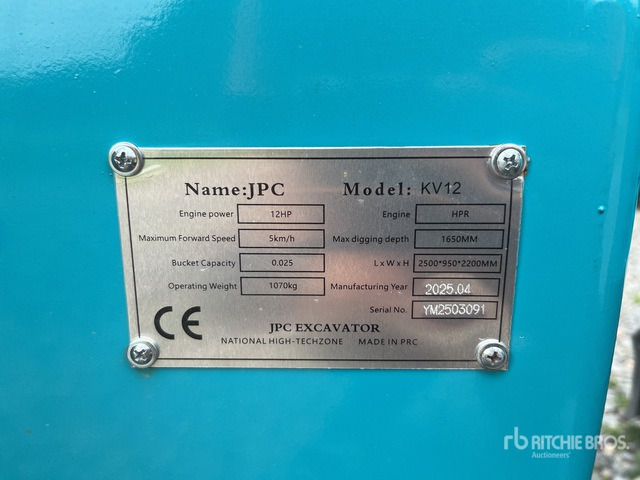 Name:JPC Model: KV12
Engine power 12HP Engine HPR
Maximum Forward Speed 5km/h Max digging depth 1650MM
Bucket Capacity 0.025 L x W x H 2500*950*2200MM
Operating Weight 1070kg Manufacturing Year 2025.04
Serial No. YM2503091
CE JPC EXCAVATOR
NATIONAL HIGH-TECHZONE MADE IN PRC
rb RITCHIE BROS.
Auctioneers